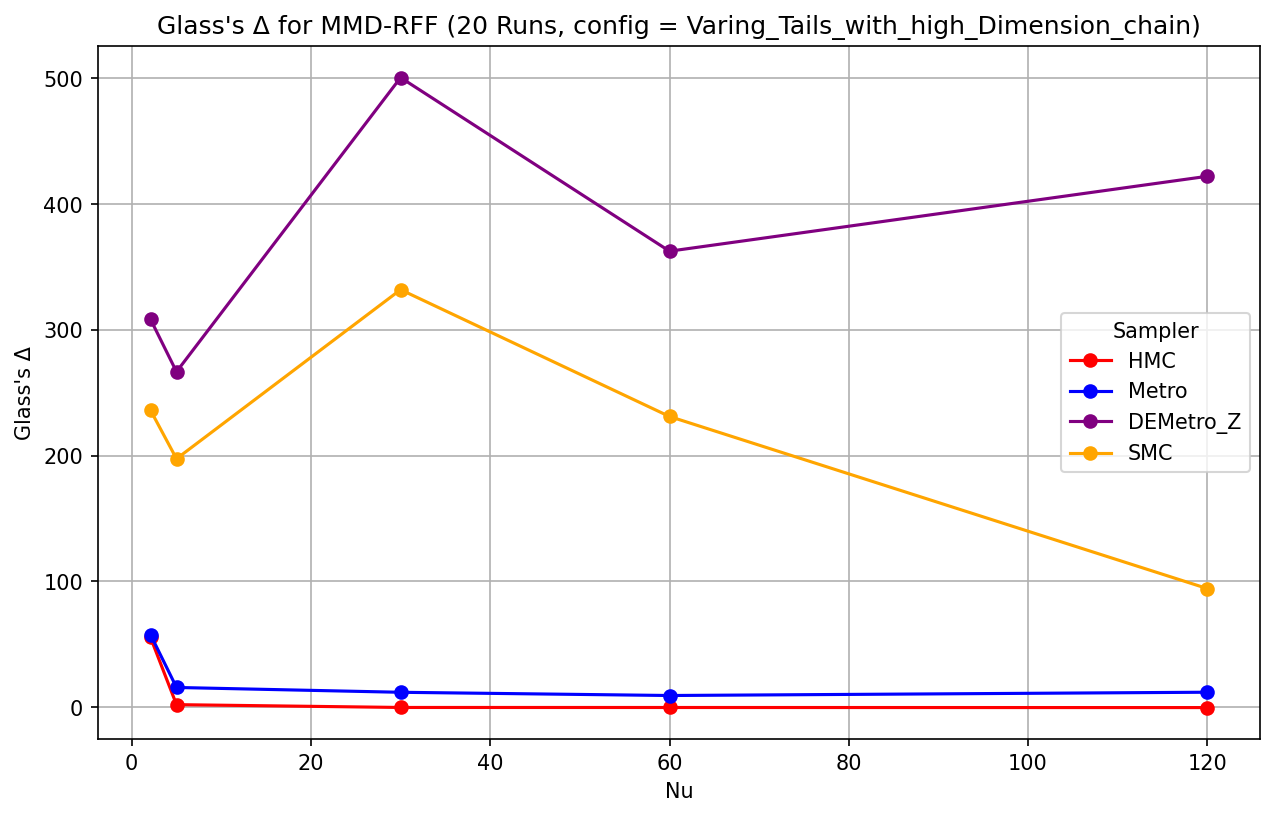 Glass's Δ for MMD-RFF (20 Runs, config = Varing_Tails_with_high_Dimension_chain)
500
400
300
200
100
0
Glass's Δ
Sampler
HMC
Metro
DEMetro_Z
SMC
0 20 40 60 80 100 120
Nu